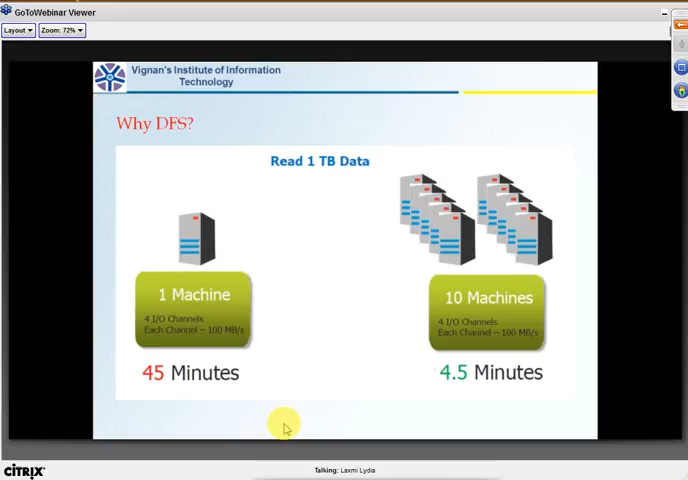 GoToWebinar Viewer
Layout
Zoom: 72%
Vignan's Institute of Information
Technology
Why DFS?
Read 1 TB Data
1 Machine
4 I/O Channels
Each Channel – 100 MB/s
45 Minutes
10 Machines
4 I/O Channels
Each Channel – 100 MB/s
4.5 Minutes
CITRIX
Talking: Laxmi Lydia